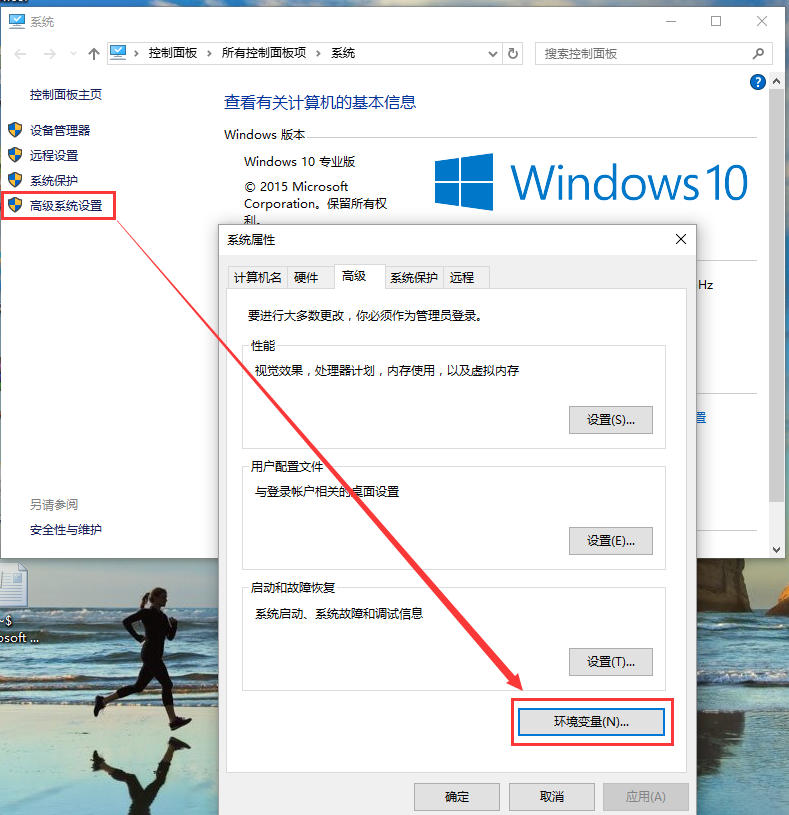 系统
控制面板 › 所有控制面板项 › 系统
搜索控制面板
控制面板主页
设备管理器
远程设置
系统保护
高级系统设置
另请参阅
安全性与维护
查看有关计算机的基本信息
Windows 版本
Windows 10 专业版
© 2015 Microsoft
Corporation。保留所有权
利。
Windows 10
Hz
置
系统属性
计算机名 硬件 高级 系统保护 远程
要进行大多数更改，你必须作为管理员登录。
性能
视觉效果，处理器计划，内存使用，以及虚拟内存
设置(S)...
用户配置文件
与登录帐户相关的桌面设置
设置(E)...
启动和故障恢复
系统启动、系统故障和调试信息
设置(T)...
环境变量(N)...
确定 取消 应用(A)
~$
osoft ...